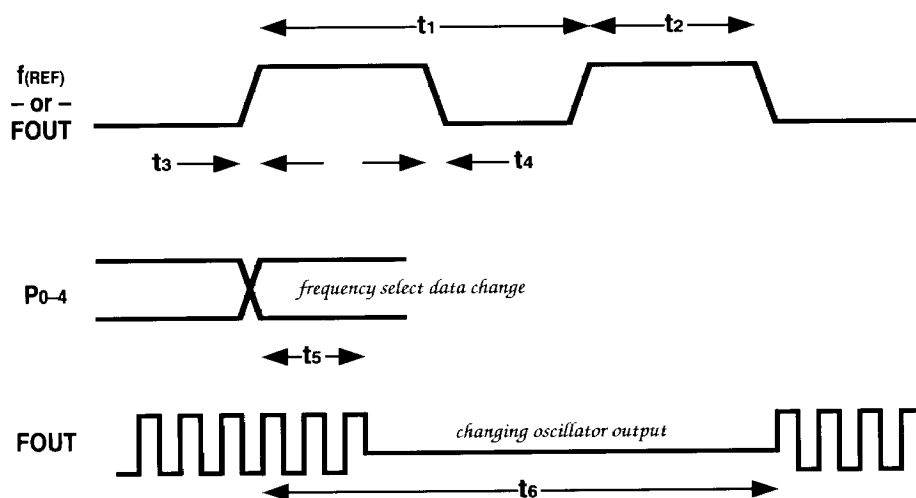 t1
t2
f(REF)
– or –
FOUT
t3
t4
P0–4
frequency select data change
t5
FOUT
changing oscillator output
t6